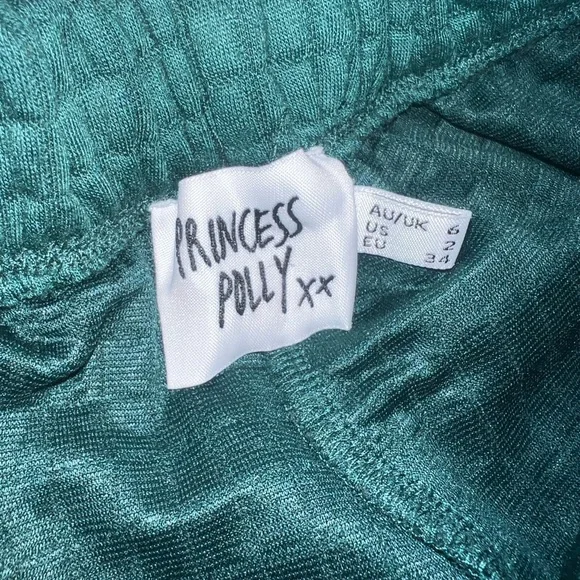 PRINCESS
POLLY xx
AU/UK 6
US 2
EU 34